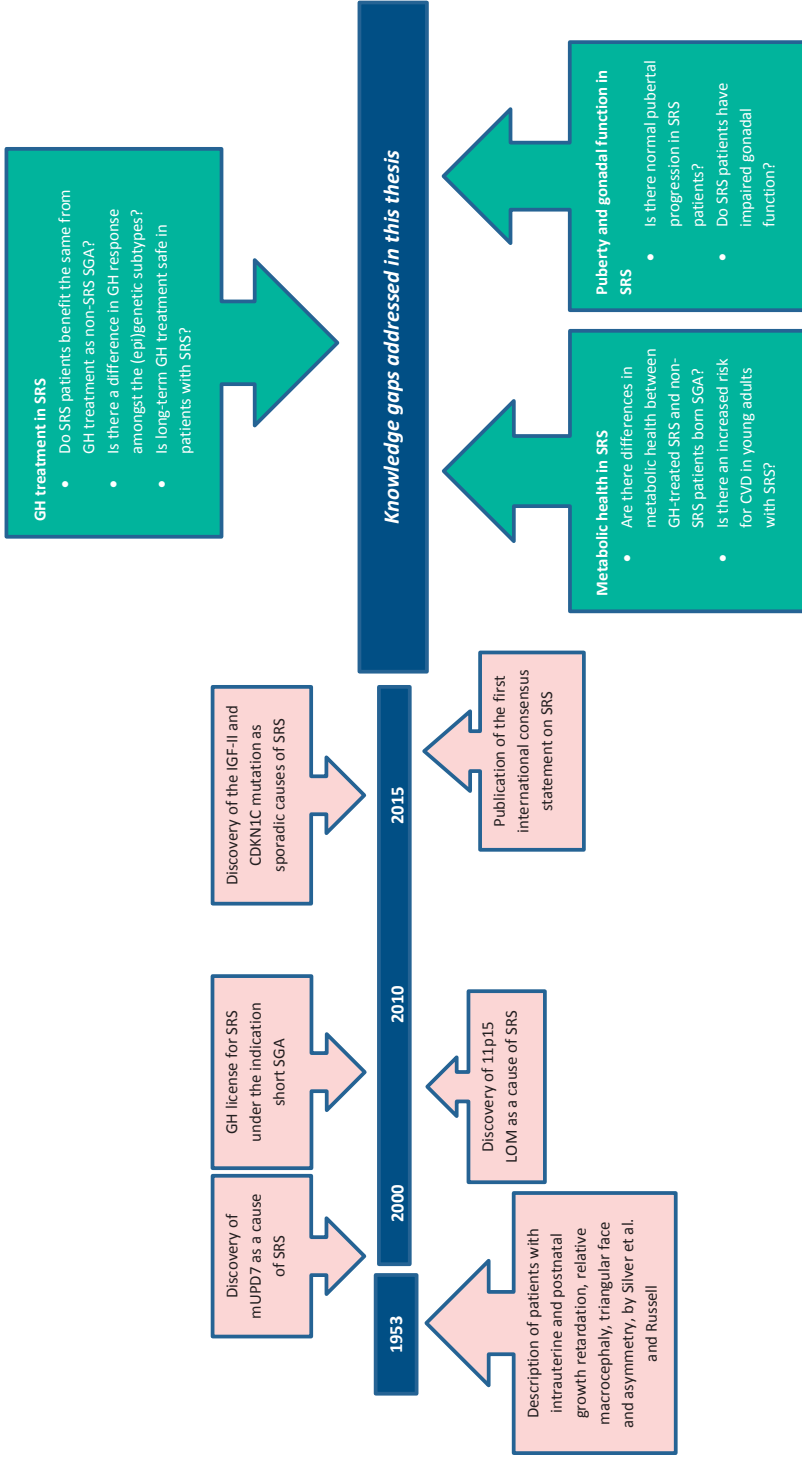 Discovery of
mUPD7 as a cause
of SRS
GH license for SRS
under the indication
short SGA
Discovery of the IGF-II and
CDKN1C mutation as
sporadic causes of SRS
GH treatment in SRS
• Do SRS patients benefit the same from
GH treatment as non-SRS SGA?
• Is there a difference in GH response
amongst the (epi)genetic subtypes?
• Is long-term GH treatment safe in
patients with SRS?
1953
2000
2010
2015
Knowledge gaps addressed in this thesis
Description of patients with
intrauterine and postnatal
growth retardation, relative
macrocephaly, triangular face
and asymmetry, by Silver et al.
and Russell
Discovery of 11p15
LOM as a cause of SRS
Publication of the first
international consensus
statement on SRS
Metabolic health in SRS
• Are there differences in
metabolic health between
GH-treated SRS and non-
SRS patients born SGA?
• Is there an increased risk
for CVD in young adults
with SRS?
Puberty and gonadal function in
SRS
• Is there normal pubertal
progression in SRS
patients?
• Do SRS patients have
impaired gonadal
function?